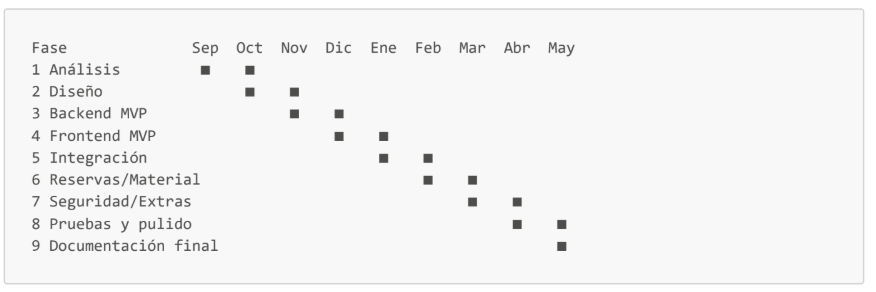 Fase Sep Oct Nov Dic Ene Feb Mar Abr May
1 Análisis ■ ■
2 Diseño ■ ■
3 Backend MVP ■ ■
4 Frontend MVP ■ ■
5 Integración ■ ■
6 Reservas/Material ■ ■
7 Seguridad/Extras ■ ■
8 Pruebas y pulido ■ ■
9 Documentación final ■